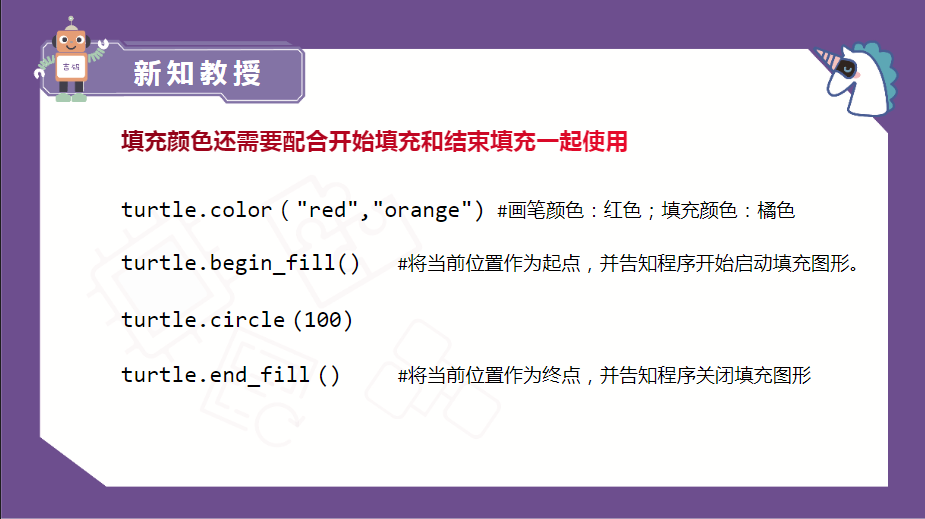 新知教授
填充颜色还需要配合开始填充和结束填充一起使用
turtle.color（"red","orange"） #画笔颜色：红色；填充颜色：橘色
turtle.begin_fill() #将当前位置作为起点，并告知程序开始启动填充图形。
turtle.circle（100）
turtle.end_fill（） #将当前位置作为终点，并告知程序关闭填充图形